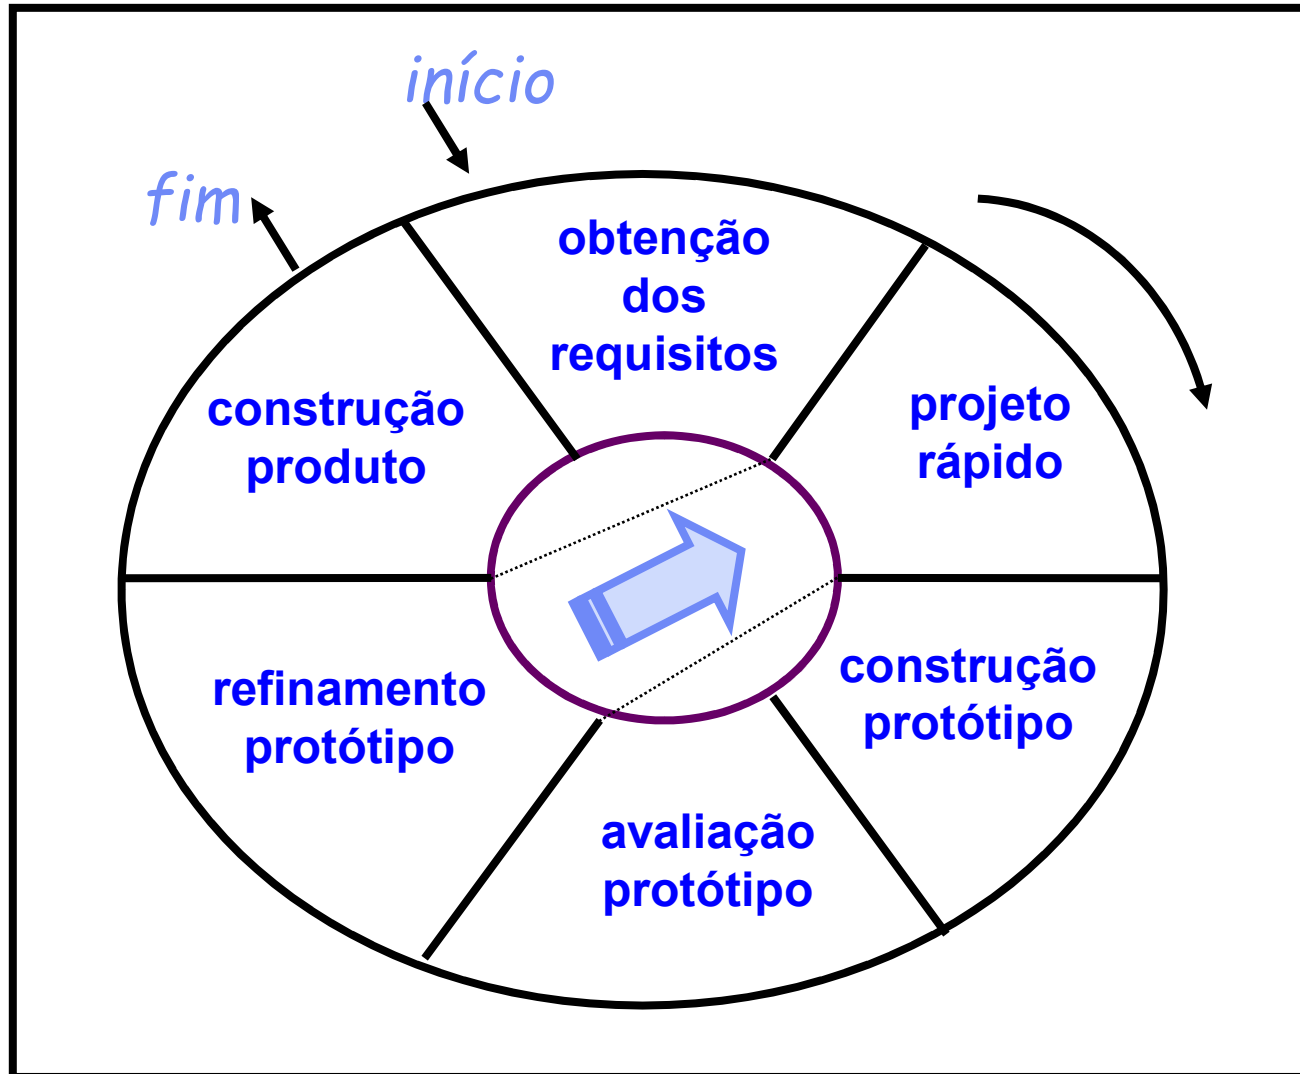 início
fim
obtenção
dos
requisitos
projeto
rápido
construção
protótipo
avaliação
protótipo
refinamento
protótipo
construção
produto